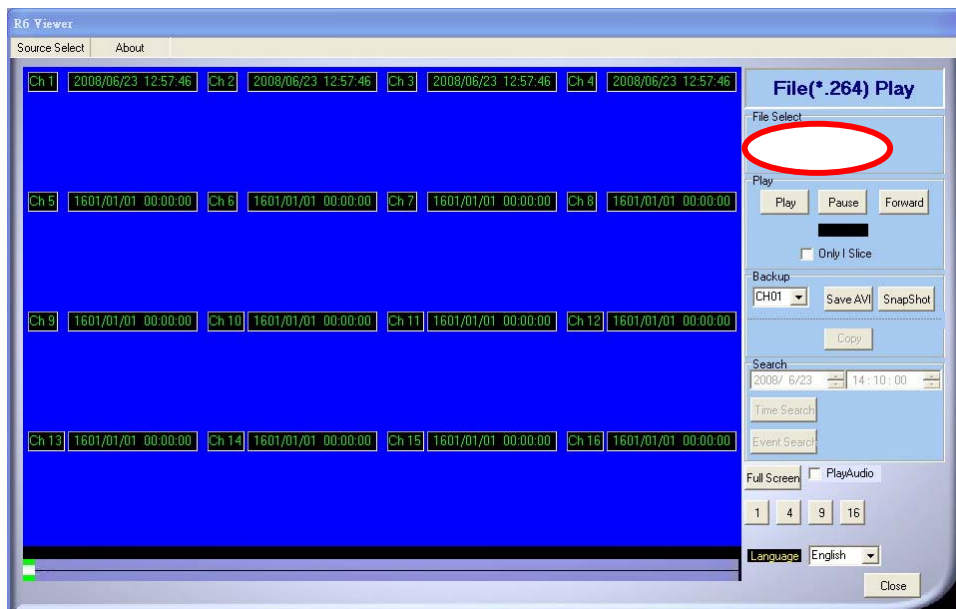 R6 Viewer
Source Select About
Ch 1 2008/06/23 12:57:46 Ch 2 2008/06/23 12:57:46 Ch 3 2008/06/23 12:57:46 Ch 4 2008/06/23 12:57:46
Ch 5 1601/01/01 00:00:00 Ch 6 1601/01/01 00:00:00 Ch 7 1601/01/01 00:00:00 Ch 8 1601/01/01 00:00:00
Ch 9 1601/01/01 00:00:00 Ch 10 1601/01/01 00:00:00 Ch 11 1601/01/01 00:00:00 Ch 12 1601/01/01 00:00:00
Ch 13 1601/01/01 00:00:00 Ch 14 1601/01/01 00:00:00 Ch 15 1601/01/01 00:00:00 Ch 16 1601/01/01 00:00:00
File(*.264) Play
File Select
Play
Play Pause Forward
Only I Slice
Backup
CH01 Save AVI SnapShot
Copy
Search
2008/ 6/23 14:10:00
Time Search
Event Search
Full Screen PlayAudio
1 4 9 16
Language English
Close